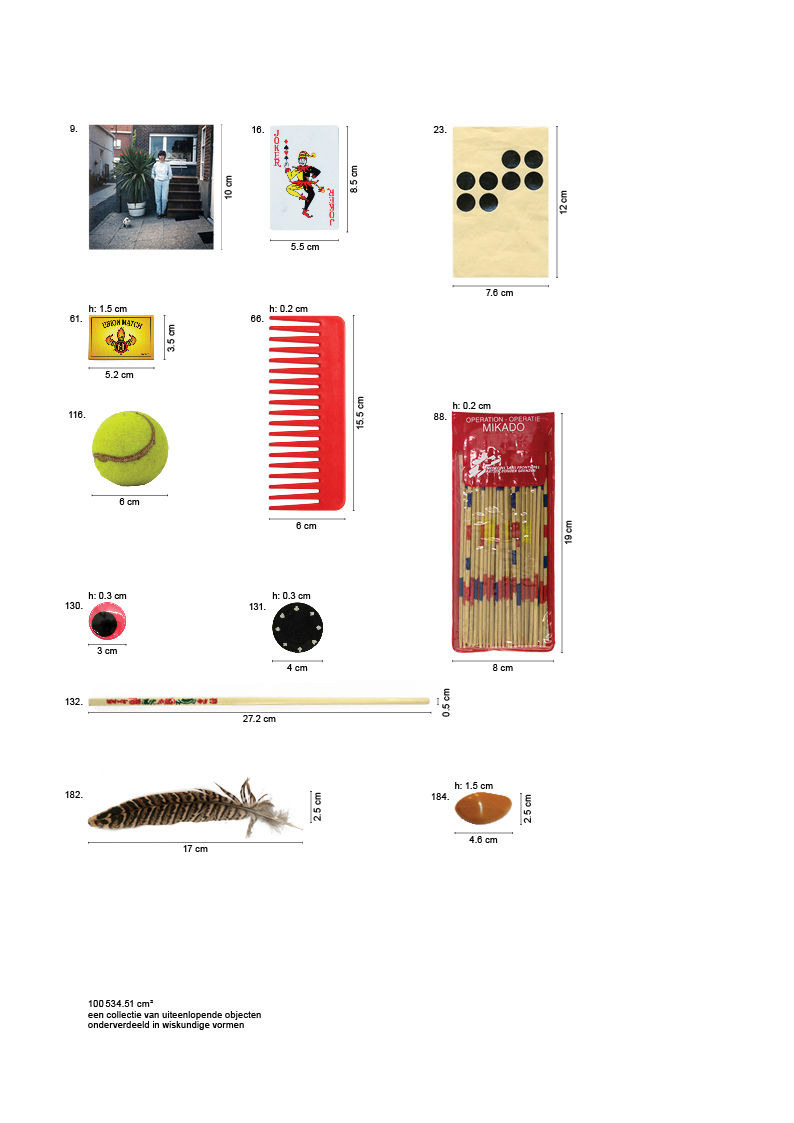 9.
10 cm
16.
JOKER
JOKER
8.5 cm
5.5 cm
23.
12 cm
7.6 cm
h: 1.5 cm
61.
UNION MATCH
3.5 cm
5.2 cm
h: 0.2 cm
66.
15.5 cm
6 cm
116.
6 cm
h: 0.2 cm
88.
OPERATION - OPERATIE
MIKADO
19 cm
8 cm
h: 0.3 cm
130.
3 cm
h: 0.3 cm
131.
4 cm
132.
27.2 cm
0.5 cm
182.
2.5 cm
17 cm
h: 1.5 cm
184.
2.5 cm
4.6 cm
100 534.51 cm²
een collectie van uiteenlopende objecten
onderverdeeld in wiskundige vormen